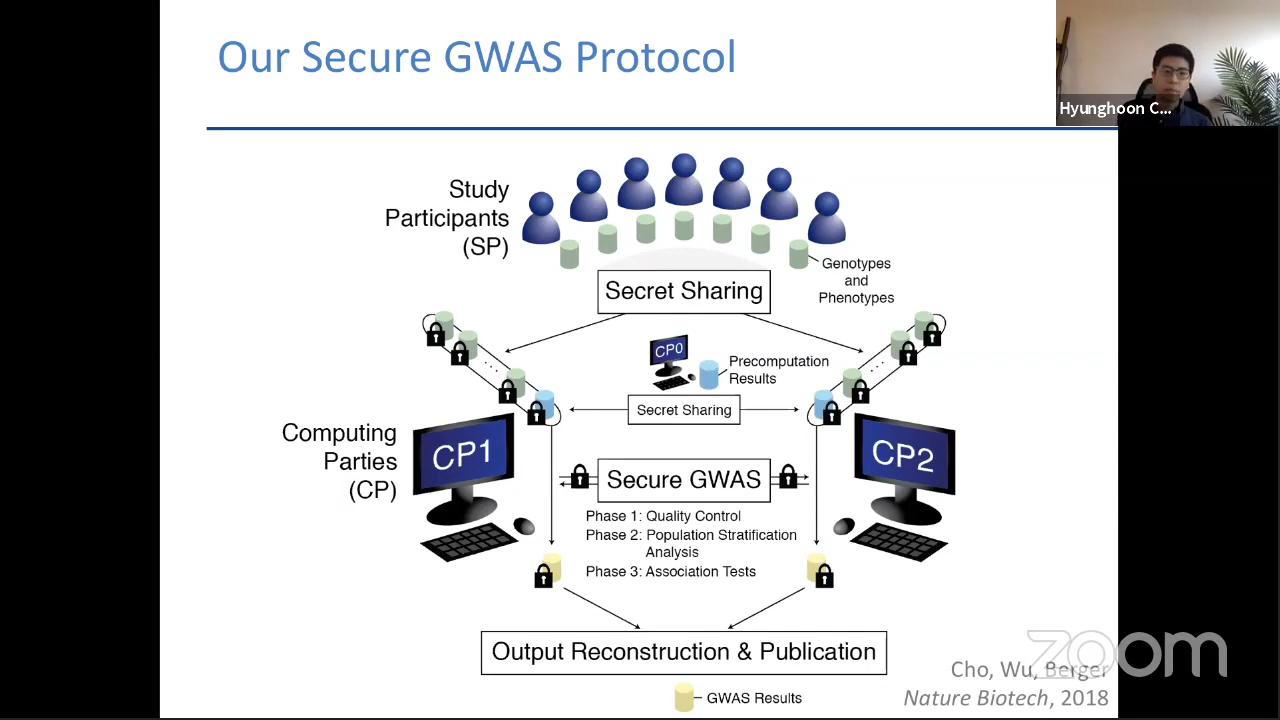 Our Secure GWAS Protocol
Hyunghoon C...
Study
Participants
(SP)
Genotypes
and
Phenotypes
Secret Sharing
CP0
Precomputation
Results
Secret Sharing
Computing
Parties
(CP)
CP1
CP2
Secure GWAS
Phase 1: Quality Control
Phase 2: Population Stratification
Analysis
Phase 3: Association Tests
Output Reconstruction & Publication
GWAS Results
Cho, Wu, Berger
Nature Biotech, 2018
zoom